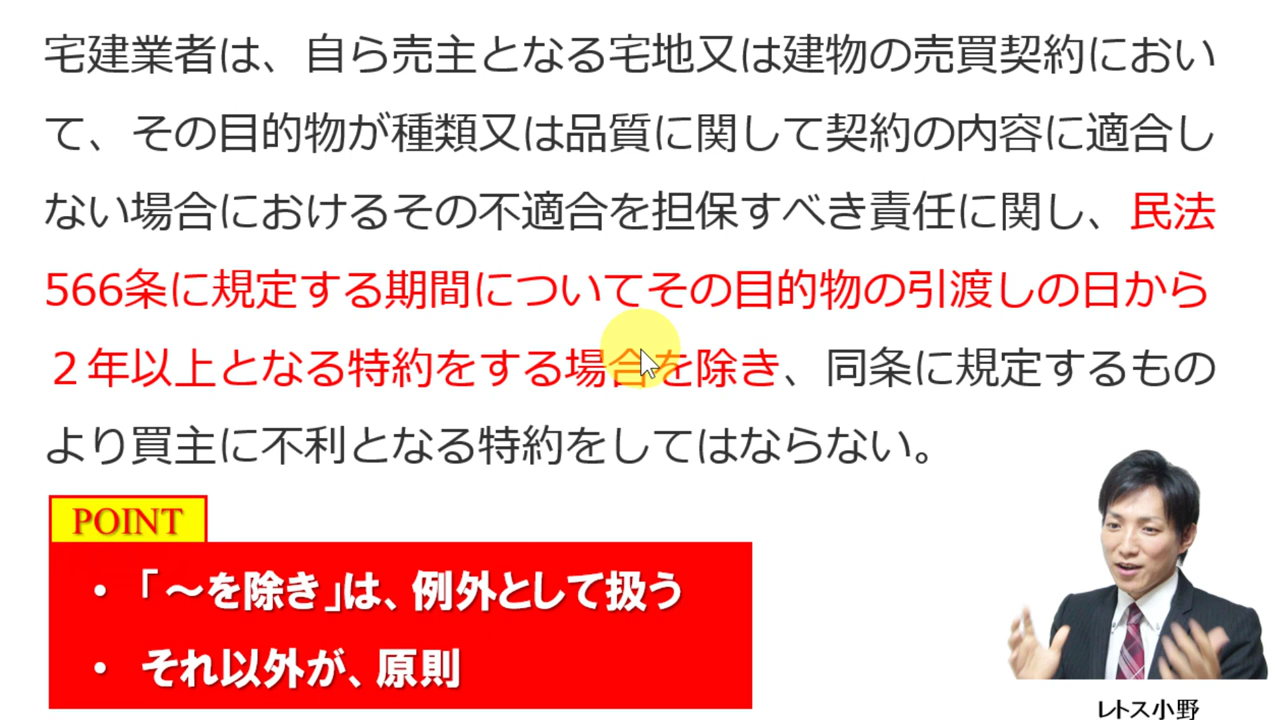 宅建業者は、自ら売主となる宅地又は建物の売買契約におい
て、その目的物が種類又は品質に関して契約の内容に適合し
ない場合におけるその不適合を担保すべき責任に関し、民法
566条に規定する期間についてその目的物の引渡しの日から
２年以上となる特約をする場合を除き、同条に規定するもの
より買主に不利となる特約をしてはならない。
POINT
・「～を除き」は、例外として扱う
・ それ以外が、原則
レトス小野